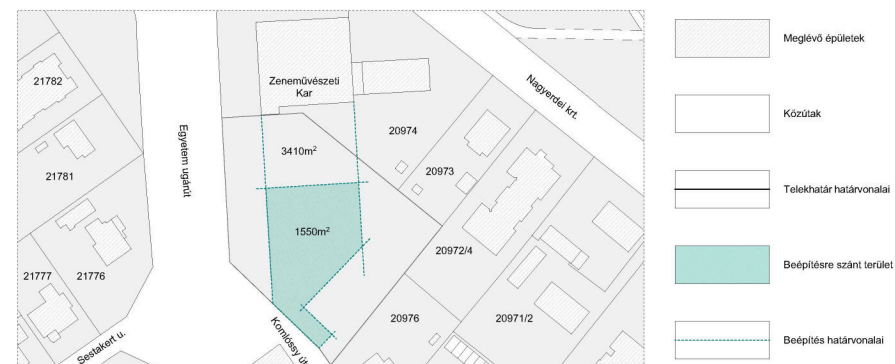 21782
21781
21777
21776
Sestakert u.
Egyetem ugárút
Zeneművészeti
Kar
3410m²
1550m²
Komlóssy út
20974
20973
20972/4
20976
20971/2
Nagyerdei krt.
Meglévő épületek
Közútak
Telekhatár határvonalai
Beépítésre szánt terület
Beépítés határvonalai